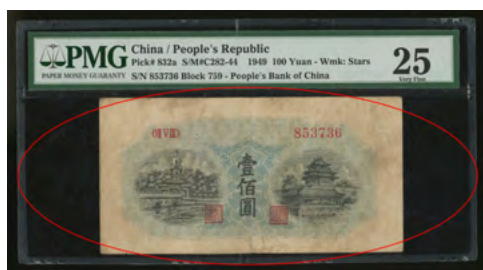 PMG
PAPER MONEY GUARANTY
China / People's Republic
Pick# 832a S/M#C282-44 1949 100 Yuan - Wmk: Stars
S/N 853736 Block 759 - People's Bank of China
25
Very Fine
853736
壹
佰
圓